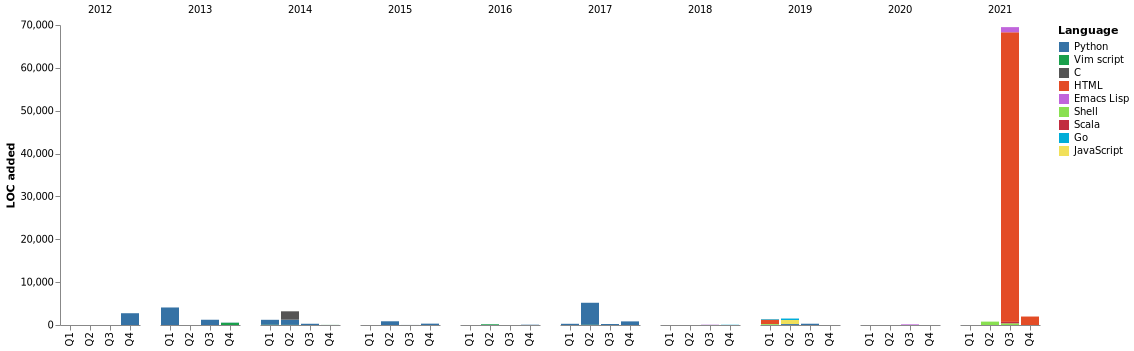 2012 2013 2014 2015 2016 2017 2018 2019 2020 2021
LOC added
70,000
60,000
50,000
40,000
30,000
20,000
10,000
0
Q1 Q2 Q3 Q4 Q1 Q2 Q3 Q4 Q1 Q2 Q3 Q4 Q1 Q2 Q3 Q4 Q1 Q2 Q3 Q4 Q1 Q2 Q3 Q4 Q1 Q2 Q3 Q4 Q1 Q2 Q3 Q4 Q1 Q2 Q3 Q4 Q1 Q2 Q3 Q4
Language
Python
Vim script
C
HTML
Emacs Lisp
Shell
Scala
Go
JavaScript